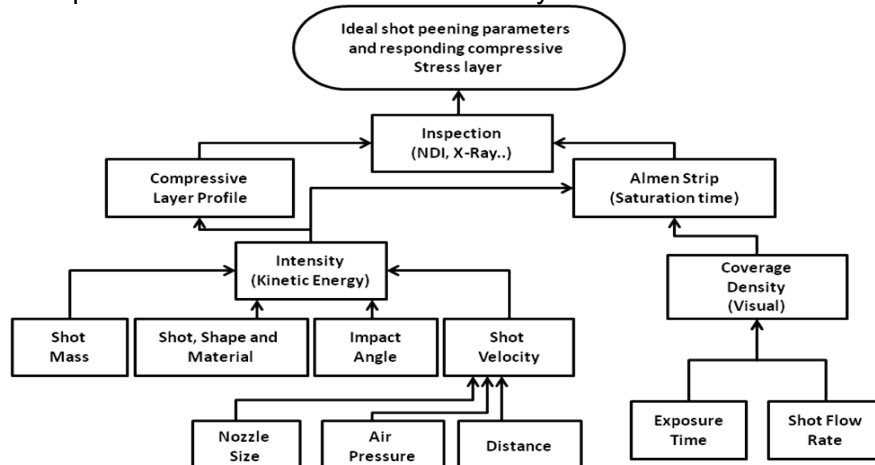 Ideal shot peening parameters
and responding compressive
Stress layer
Inspection
(NDI, X-Ray..)
Compressive
Layer Profile
Almen Strip
(Saturation time)
Intensity
(Kinetic Energy)
Coverage
Density
(Visual)
Shot
Mass
Shot, Shape and
Material
Impact
Angle
Shot
Velocity
Nozzle
Size
Air
Pressure
Distance
Exposure
Time
Shot Flow
Rate